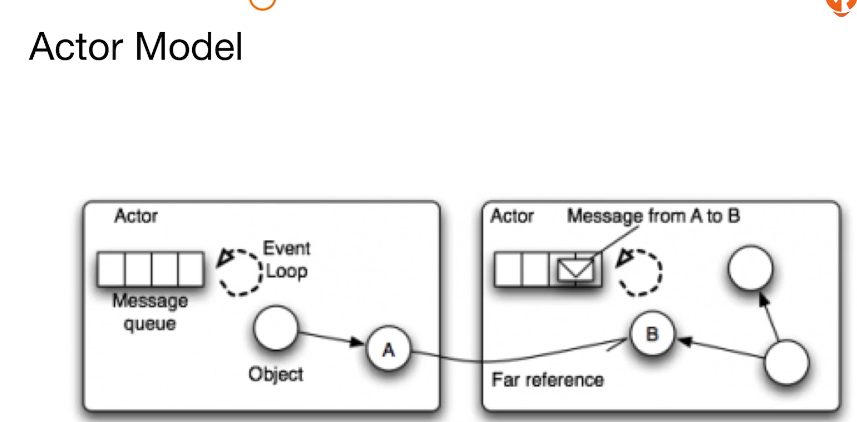 Actor Model
Actor
Event
Loop
Message
queue
Object
A
Actor
Message from A to B
B
Far reference